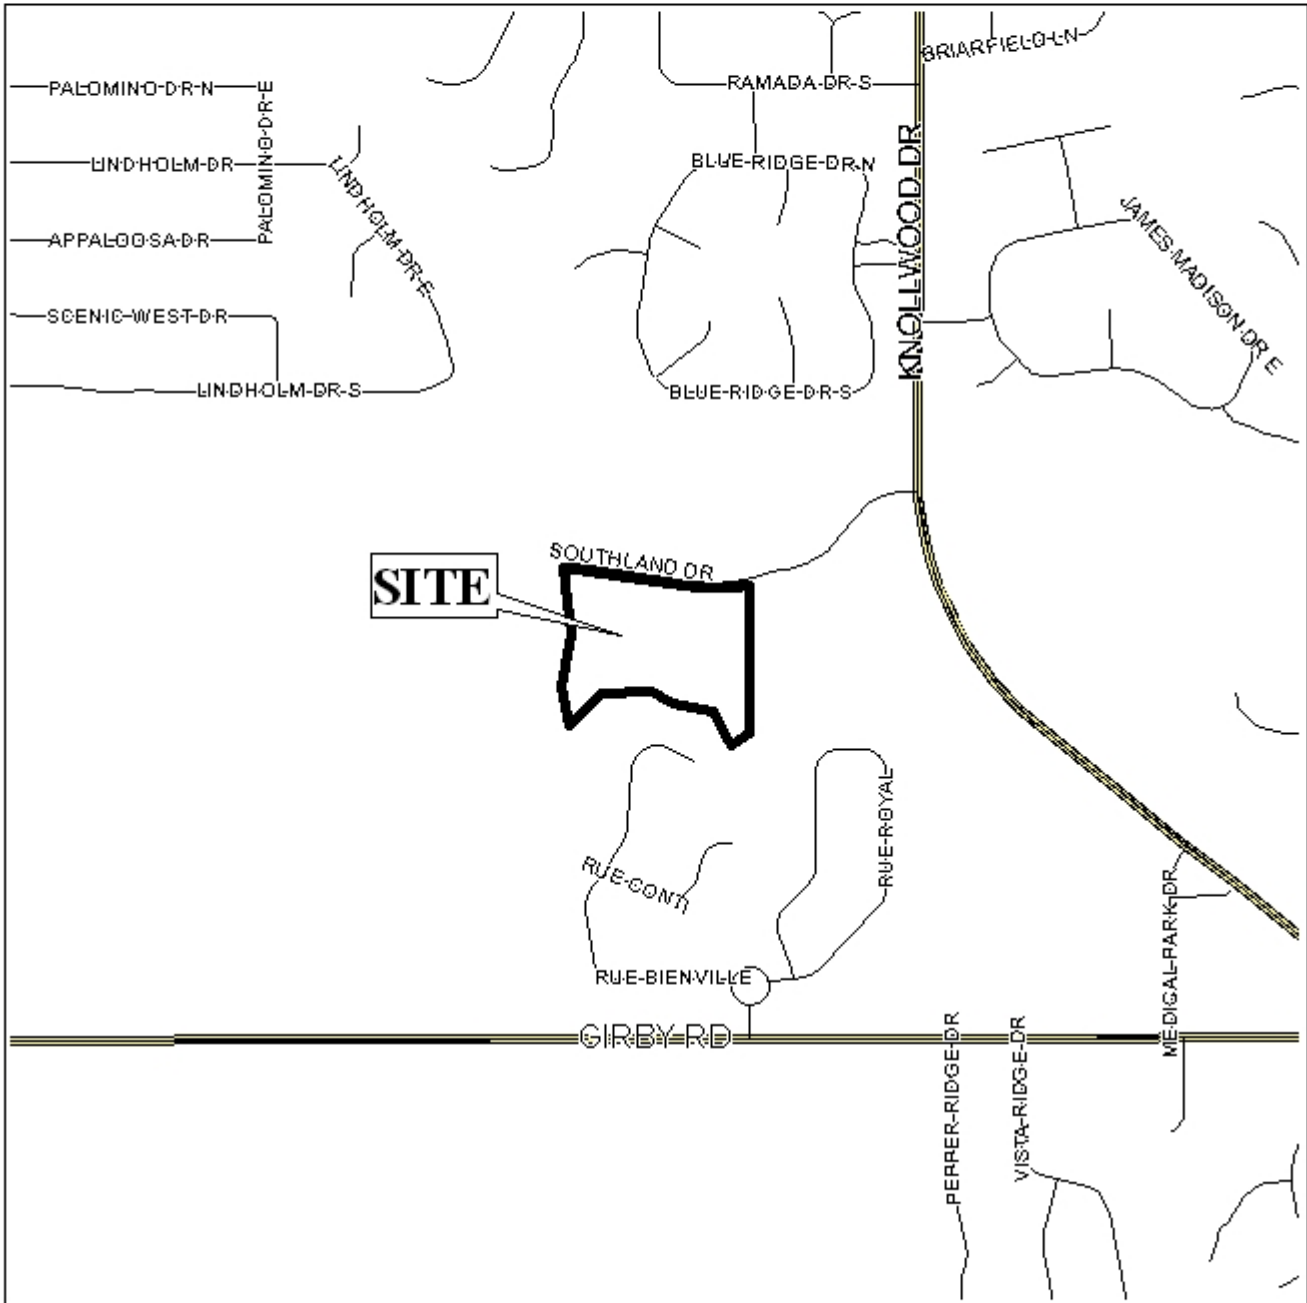 BRIARFIELD LN
PALOMINO DR N
PALOMINO DR E
RAMADA DR S
LINDHOLM DR
LINDHOLM DR E
BLUE RIDGE DR N
KNOLLWOOD DR
JAMES MADISON DR E
APPALOOSA DR
SCENIC WEST DR
LINDHOLM DR S
BLUE RIDGE DR S
SOUTHLAND DR
SITE
RUE ROYAL
RUE CONTI
MEDICAL PARK DR
RUE BIENVILLE
GIRBY RD
PEPPER RIDGE DR
VISTA RIDGE DR